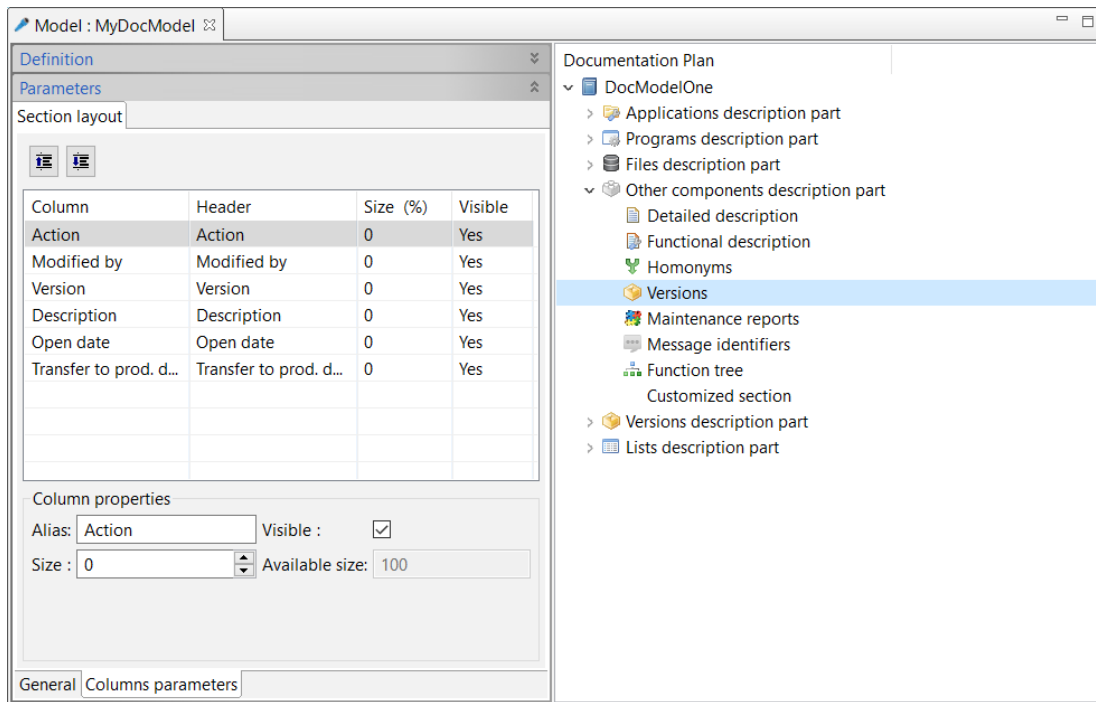 Model : MyDocModel
Definition
Parameters
Section layout
Column Header Size (%) Visible
Action Action 0 Yes
Modified by Modified by 0 Yes
Version Version 0 Yes
Description Description 0 Yes
Open date Open date 0 Yes
Transfer to prod. d... Transfer to prod. d... 0 Yes
Column properties
Alias: Action Visible :
Size : 0 Available size: 100
General Columns parameters
Documentation Plan
DocModelOne
Applications description part
Programs description part
Files description part
Other components description part
Detailed description
Functional description
Homonyms
Versions
Maintenance reports
Message identifiers
Function tree
Customized section
Versions description part
Lists description part